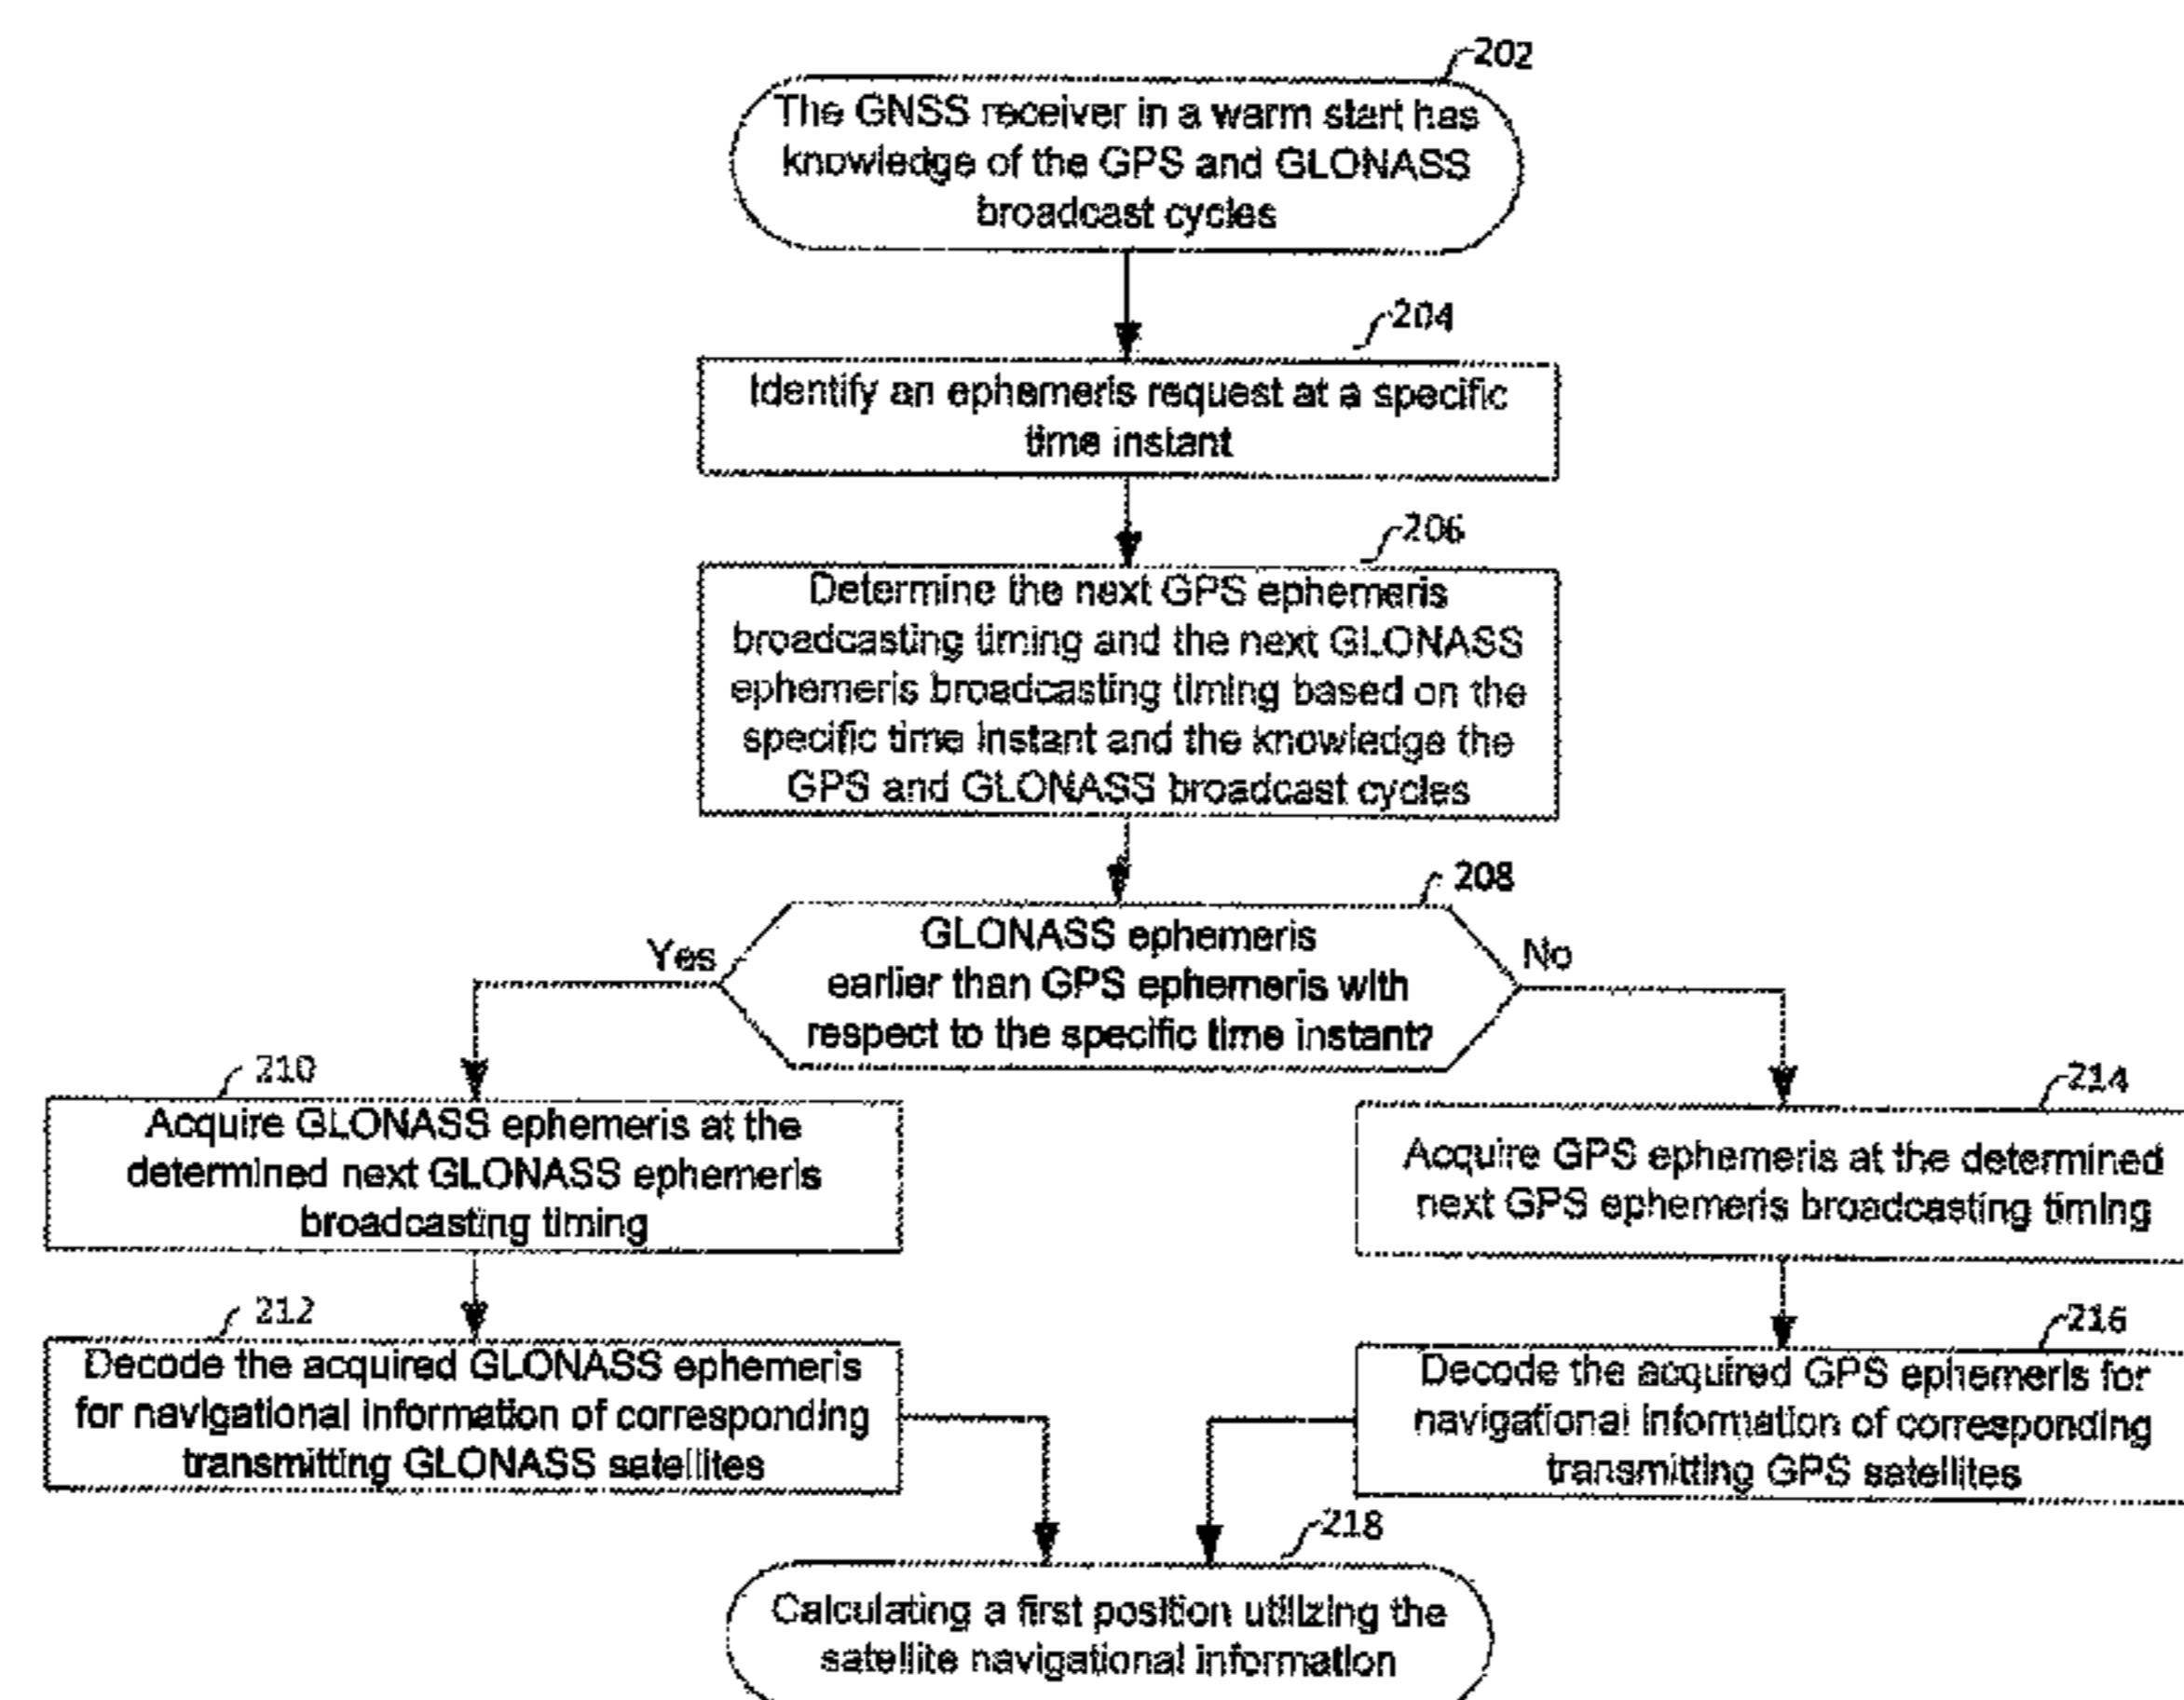 202
The GNSS receiver in a warm start has
knowledge of the GPS and GLONASS
broadcast cycles
204
Identify an ephemeris request at a specific
time instant
206
Determine the next GPS ephemeris
broadcasting timing and the next GLONASS
ephemeris broadcasting timing based on the
specific time instant and the knowledge the
GPS and GLONASS broadcast cycles
208
GLONASS ephemeris
earlier than GPS ephemeris with
respect to the specific time instant?
Yes
No
210
Acquire GLONASS ephemeris at the
determined next GLONASS ephemeris
broadcasting timing
214
Acquire GPS ephemeris at the determined
next GPS ephemeris broadcasting timing
212
Decode the acquired GLONASS ephemeris
for navigational information of corresponding
transmitting GLONASS satellites
216
Decode the acquired GPS ephemeris for
navigational information of corresponding
transmitting GPS satellites
218
Calculating a first position utilizing the
satellite navigational information